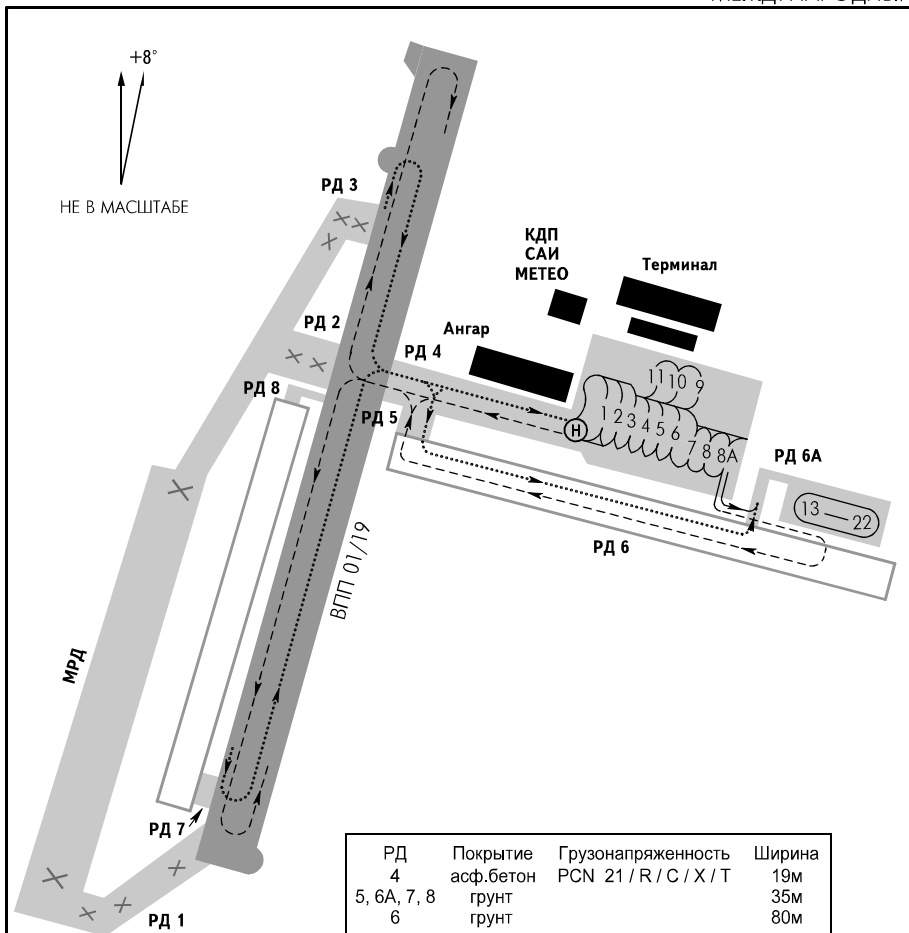 +8°
НЕ В МАСШТАБЕ
РД 3
КДП
САИ
МЕТЕО
Терминал
РД 2
Ангар
РД 4
11 10 9
РД 8
РД 5
1 2 3 4 5 6 7 8 8А
Н
РД 6А
13 — 22
РД 6
ВПП 01/19
МРД
РД 7
РД 1
РД Покрытие Грузонапряженность Ширина
4 асф.бетон PCN 21 / R / C / X / T 19м
5, 6А, 7, 8 грунт 35м
6 грунт 80м